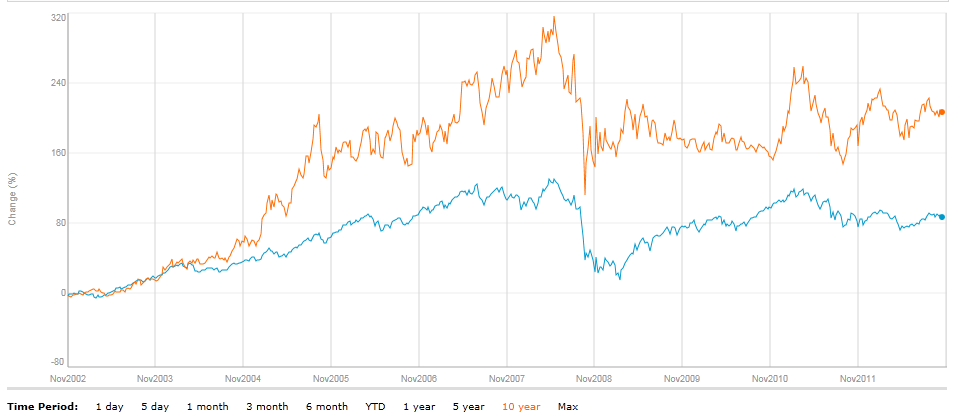 320
240
160
80
0
-80
Change (%)
Nov2002 Nov2003 Nov2004 Nov2005 Nov2006 Nov2007 Nov2008 Nov2009 Nov2010 Nov2011
Time Period: 1 day 5 day 1 month 3 month 6 month YTD 1 year 5 year 10 year Max